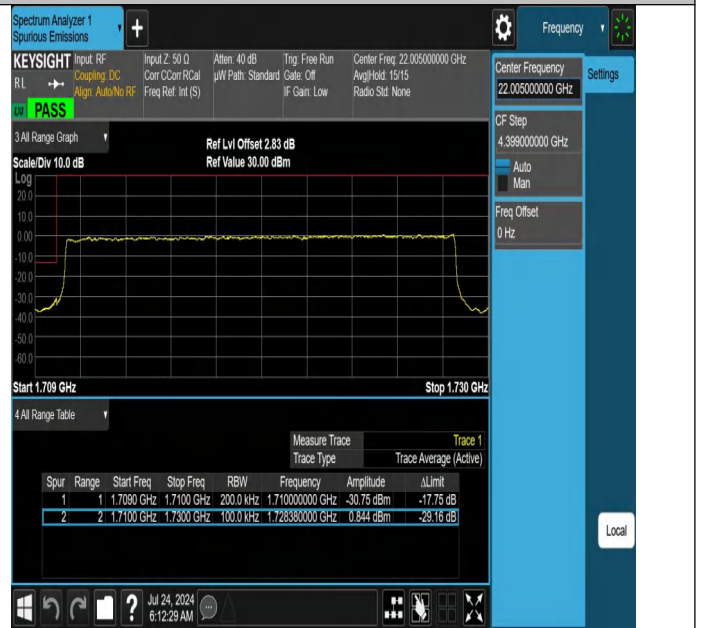 Spectrum Analyzer 1
Spurious Emissions
+
Frequency
KEYSIGHT
RL
PASS
Input: RF
Coupling: DC
Align: Auto/No RF
Input Z: 50 Ω
Corr CCorr RCal
Freq Ref: Int (S)
Atten: 40 dB
µW Path: Standard
Trig: Free Run
Gate: Off
IF Gain: Low
Center Freq: 22.005000000 GHz
Avg|Hold: 15/15
Radio Std: None
Center Frequency
22.005000000 GHz
Settings
CF Step
4.399000000 GHz
Auto
Man
Freq Offset
0 Hz
3 All Range Graph
Ref Lvl Offset 2.83 dB
Scale/Div 10.0 dB
Ref Value 30.00 dBm
Log
20.0
10.0
0.00
-10.0
-20.0
-30.0
-40.0
-50.0
-60.0
Start 1.709 GHz
Stop 1.730 GHz
4 All Range Table
Measure Trace Trace 1
Trace Type Trace Average (Active)
Spur Range Start Freq Stop Freq RBW Frequency Amplitude ΔLimit
1 1 1.7090 GHz 1.7100 GHz 200.0 kHz 1.710000000 GHz -30.75 dBm -17.75 dB
2 2 1.7100 GHz 1.7300 GHz 100.0 kHz 1.728380000 GHz 0.844 dBm -29.16 dB
Local
?
Jul 24, 2024
6:12:29 AM